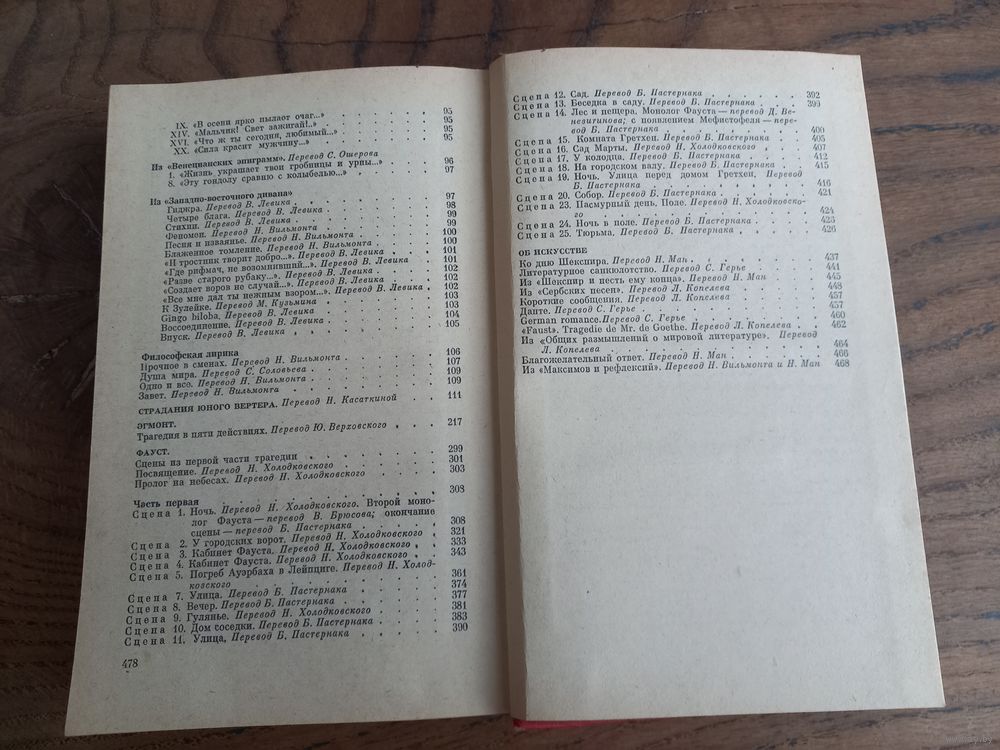 IX. «В осени ярко пылают очаг...» 95
XIV. «Мальчик! Свет зажигай!..» 95
XVI. «Что ж ты сегодня, любимый...» 95
XX. «Сила красит мужчину...» 95
Из «Венецианских эпиграмм». Перевод С. Ошерова
1. «Жизнь украшает твои гробницы и урны...» 96
8. «Эту гондолу сравню с колыбелью...» 97
Из «Западно-восточного дивана»
Гиджра. Перевод В. Левика 97
Четыре блага. Перевод В. Левика 98
Стихии. Перевод В. Левика 99
Феномен. Перевод Н. Вильмонта 99
Песня и изваянье. Перевод Н. Вильмонта 100
Блаженное томление. Перевод Н. Вильмонта 100
«И тростник творит добро...». Перевод В. Левика 101
«Где рифмач, не возомнивший...». Перевод В. Левика 101
«Разве старого рубаку...». Перевод В. Левика 102
«Создает воров не случай...». Перевод В. Левика 102
«Все мне дал ты нежным взором...». Перевод В. Левика 102
К Зулейке. Перевод М. Кузмина 103
Gingo biloba. Перевод В. Левика 103
Воссоединение. Перевод В. Левика 104
Впуск. Перевод В. Левика 105
Философская лирика
Прочное в сменах. Перевод Н. Вильмонта 106
Душа мира. Перевод С. Соловьева 107
Одно и все. Перевод Н. Вильмонта 109
Завет. Перевод Н. Вильмонта 109
СТРАДАНИЯ ЮНОГО ВЕРТЕРА. Перевод Н. Касаткиной 111
ЭГМОНТ.
Трагедия в пяти действиях. Перевод Ю. Верховского 217
ФАУСТ.
Сцены из первой части трагедии 299
Посвящение. Перевод Н. Холодковского 301
Пролог на небесах. Перевод Н. Холодковского 303
Часть первая 308
Сцена 1. Ночь. Перевод Н. Холодковского. Второй моно-
лог Фауста — перевод В. Брюсова; окончание
сцены — перевод Б. Пастернака 308
Сцена 2. У городских ворот. Перевод Н. Холодковского 321
Сцена 3. Кабинет Фауста. Перевод Н. Холодковского 333
Сцена 4. Кабинет Фауста. Перевод Н. Холодковского 343
Сцена 5. Погреб Ауэрбаха в Лейпциге. Перевод Н. Холод-
ковского 361
Сцена 7. Улица. Перевод Б. Пастернака 374
Сцена 8. Вечер. Перевод Б. Пастернака 377
Сцена 9. Гулянье. Перевод Н. Холодковского 381
Сцена 10. Дом соседки. Перевод Б. Пастернака 383
Сцена 11. Улица, Перевод Б. Пастернака 390
478
Сцена 12. Сад. Перевод Б. Пастернака 392
Сцена 13. Беседка в саду. Перевод Б. Пастернака 399
Сцена 14. Лес и пещера. Монолог Фауста — перевод Д. Ве-
невитинова; с появлением Мефистофеля — пере-
вод Б. Пастернака 400
Сцена 15. Комната Гретхен. Перевод Б. Пастернака 405
Сцена 16. Сад Марты. Перевод Н. Холодковского 407
Сцена 17. У колодца. Перевод Б. Пастернака 412
Сцена 18. На городском валу. Перевод Б. Пастернака 415
Сцена 19. Ночь. Улица перед домом Гретхен, Перевод
Б. Пастернака 416
Сцена 20. Собор. Перевод Б. Пастернака 421
Сцена 23. Пасмурный день. Поле. Перевод Н. Холодковско-
го 424
Сцена 24. Ночь в поле. Перевод Б. Пастернака 426
Сцена 25. Тюрьма. Перевод Б. Пастернака 426
ОБ ИСКУССТВЕ
Ко дню Шекспира. Перевод Н. Ман 437
Литературное санкюлотство. Перевод С. Герье 441
Из «Шекспир и несть ему конца». Перевод Н. Ман 445
Из «Сербских песен». Перевод Л. Копелева 448
Короткие сообщения. Перевод Л. Копелева 457
Данте. Перевод С. Герье 457
German romance. Перевод С. Герье 460
«Faust». Tragedie de Mr. de Goethe. Перевод Л. Копелева 462
Из «Общих размышлений о мировой литературе». Перевод
Л. Копелева 464
Благожелательный ответ. Перевод Н. Ман 466
Из «Максимов и рефлексий». Перевод Н. Вильмонта и Н. Ман 468